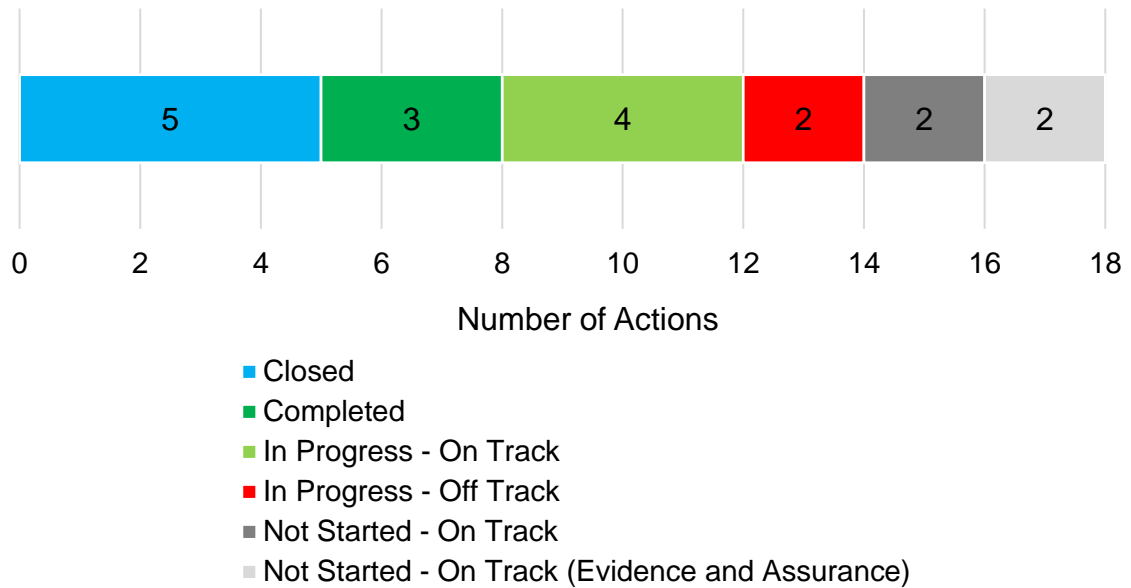 5 3 4 2 2 2
0 2 4 6 8 10 12 14 16 18
Number of Actions
Closed
Completed
In Progress - On Track
In Progress - Off Track
Not Started - On Track
Not Started - On Track (Evidence and Assurance)